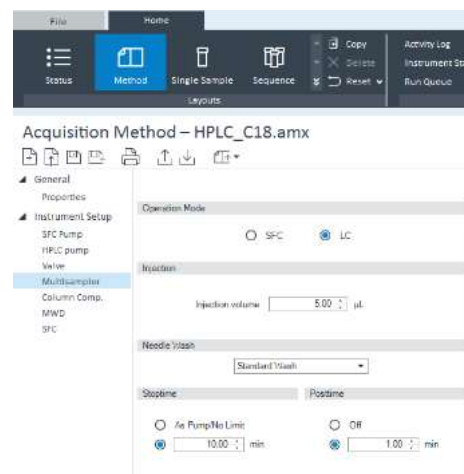 File Home
Status Method Single Sample Sequence
Copy
Delete
Reset
Layouts
Activity Log
Instrument Sta
Run Queue
Acquisition Method – HPLC_C18.amx
General
Properties
Instrument Setup
SFC Pump
HPLC pump
Valve
Multisampler
Column Comp.
MWD
SFC
Operation Mode
SFC LC
Injection
Injection volume 5.00 µL
Needle Wash
Standard Wash
Stoptime Posttime
As Pump/No Limit Off
10.00 min 1.00 min